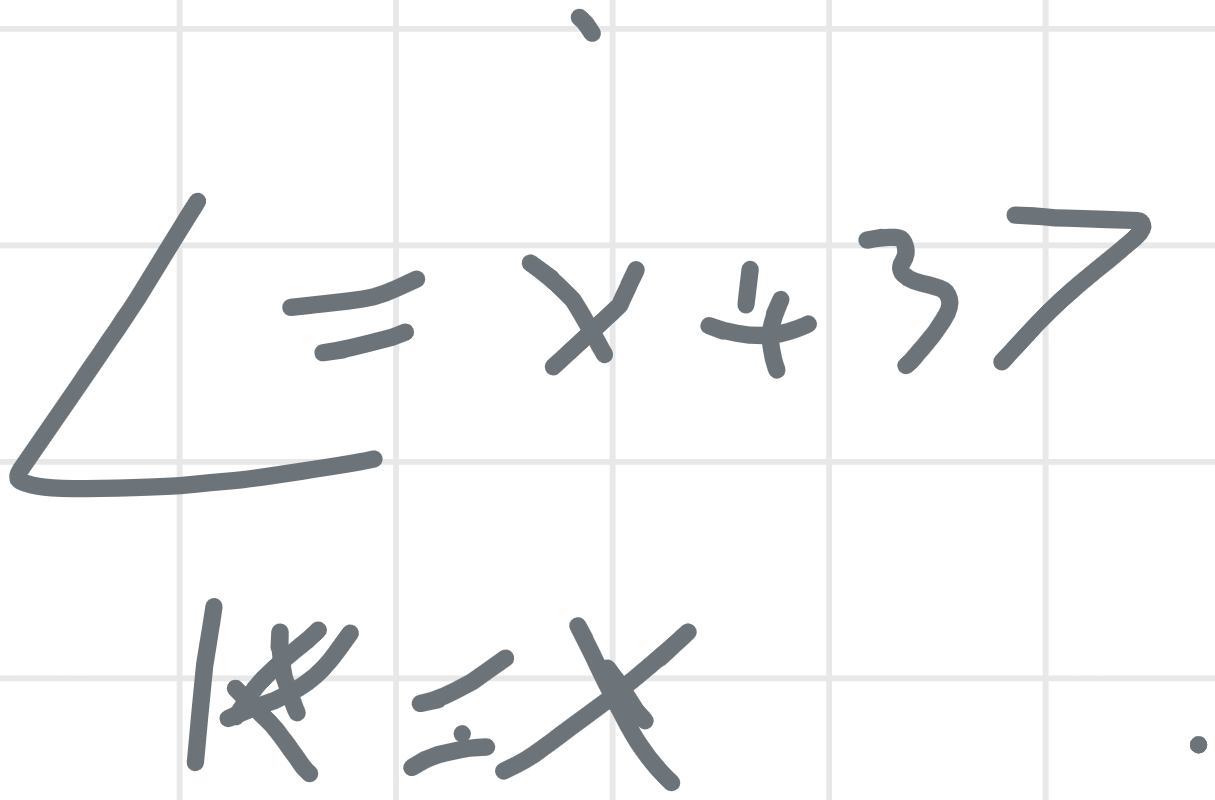 L = x + 37
K = x